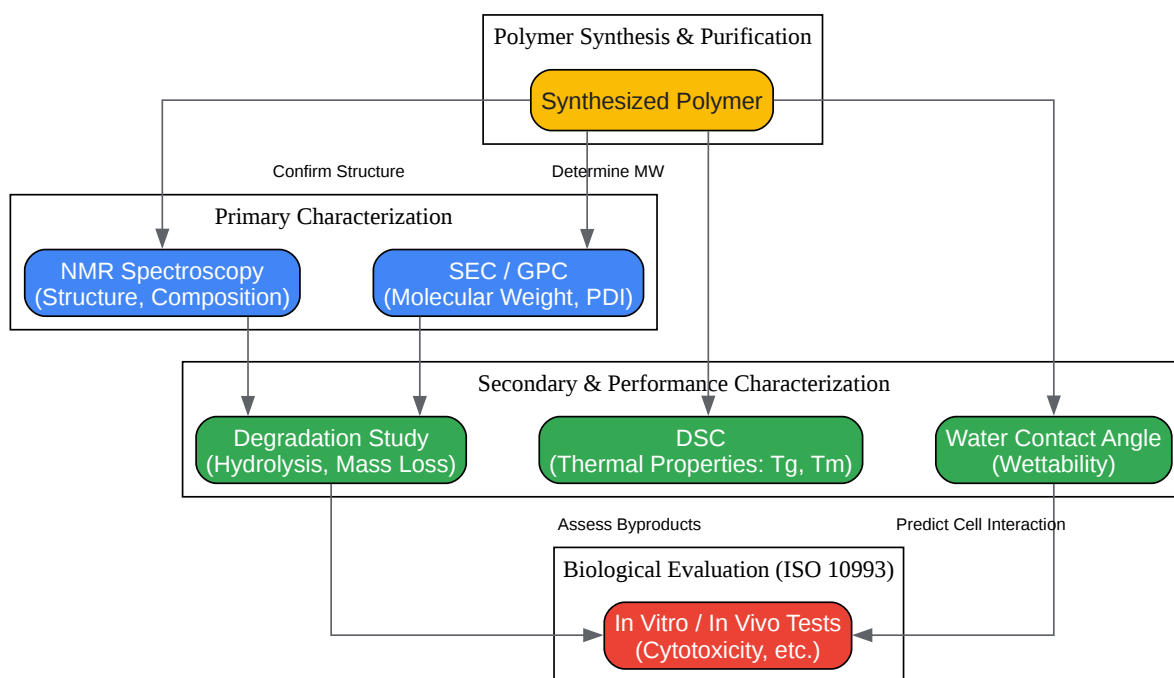 Polymer Synthesis & Purification
Synthesized Polymer
Confirm Structure
Determine MW
Primary Characterization
NMR Spectroscopy
(Structure, Composition)
SEC / GPC
(Molecular Weight, PDI)
Secondary & Performance Characterization
Degradation Study
(Hydrolysis, Mass Loss)
DSC
(Thermal Properties: Tg, Tm)
Water Contact Angle
(Wettability)
Assess Byproducts
Predict Cell Interaction
Biological Evaluation (ISO 10993)
In Vitro / In Vivo Tests
(Cytotoxicity, etc.)